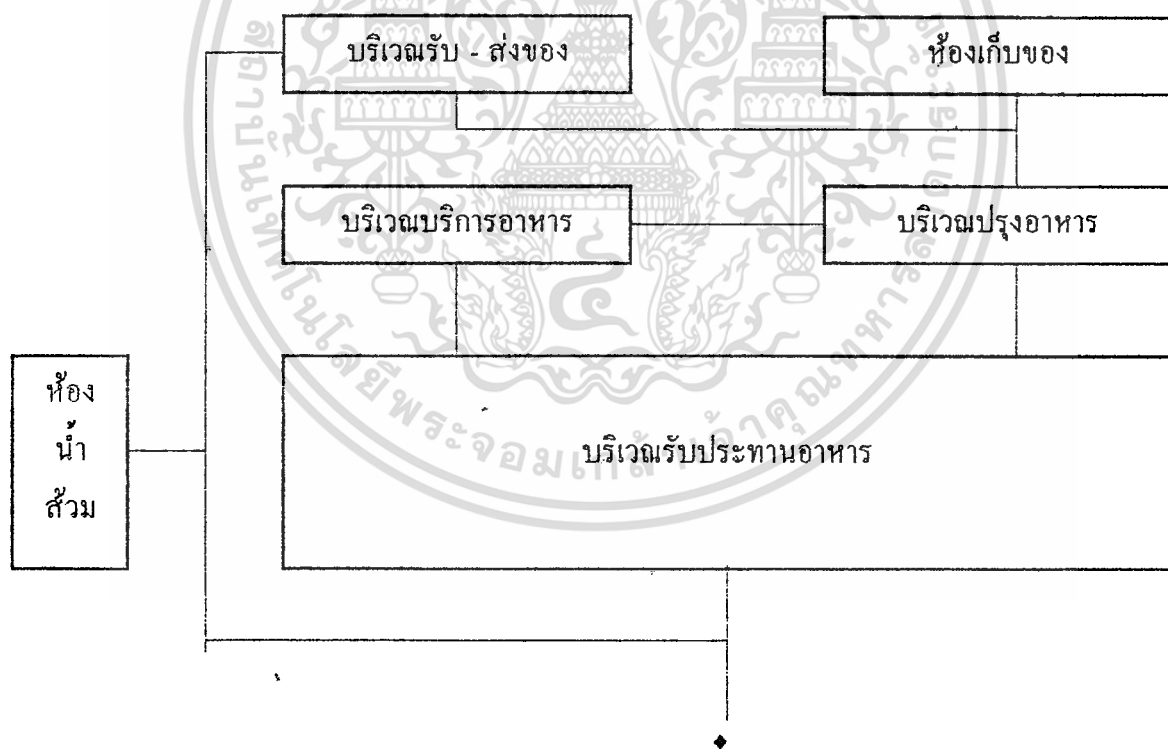 บริเวณรับ - ส่งของ
ห้องเก็บของ
บริเวณบริการอาหาร
บริเวณปรุงอาหาร
ห้อง
น้ำ
ส้วม
บริเวณรับประทานอาหาร